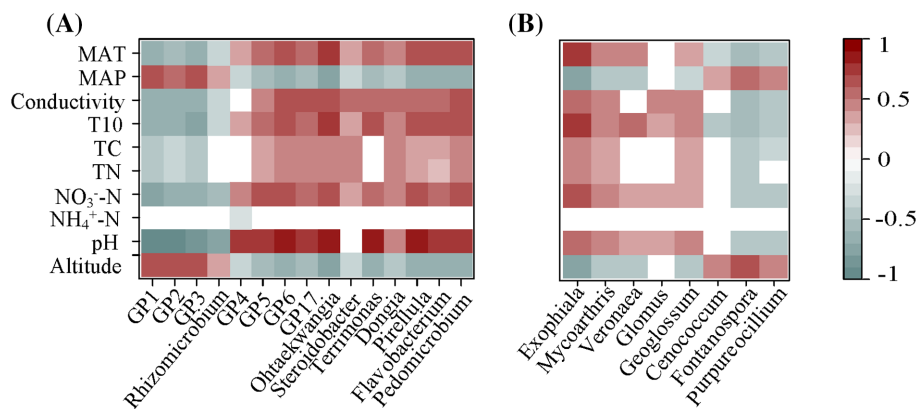 (A)
(B)
MAT
MAP
Conductivity
T10
TC
TN
NO₃⁻-N
NH₄⁺-N
pH
Altitude
GP1
GP2
GP3
Rhizomicrobium
GP4
GP5
GP6
GP17
Ohtaekwangia
Steroidobacter
Terrimonas
Dongia
Pirellula
Flavobacterium
Pedomicrobium
Exophiala
Mycoarthris
Veronaea
Glomus
Geoglossum
Cenococcum
Fontanospora
Purpureocillium
1
0.5
0
-0.5
-1